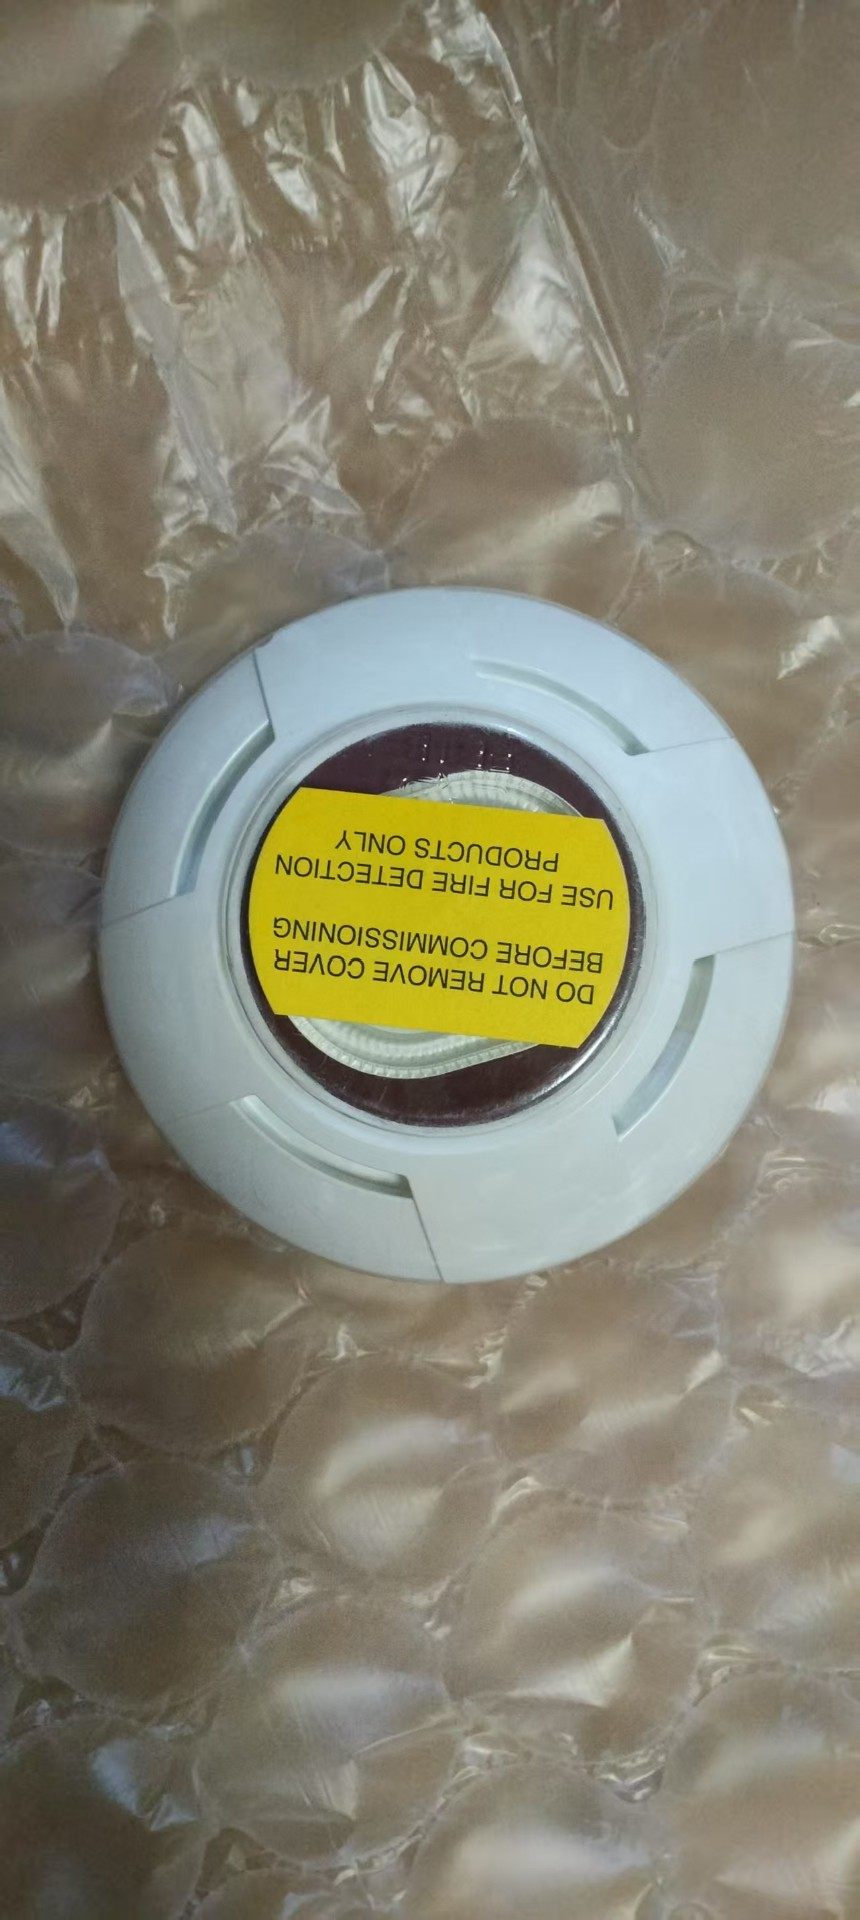 DO NOT REMOVE COVER
BEFORE COMMISSIONING
USE FOR FIRE DETECTION
PRODUCTS ONLY